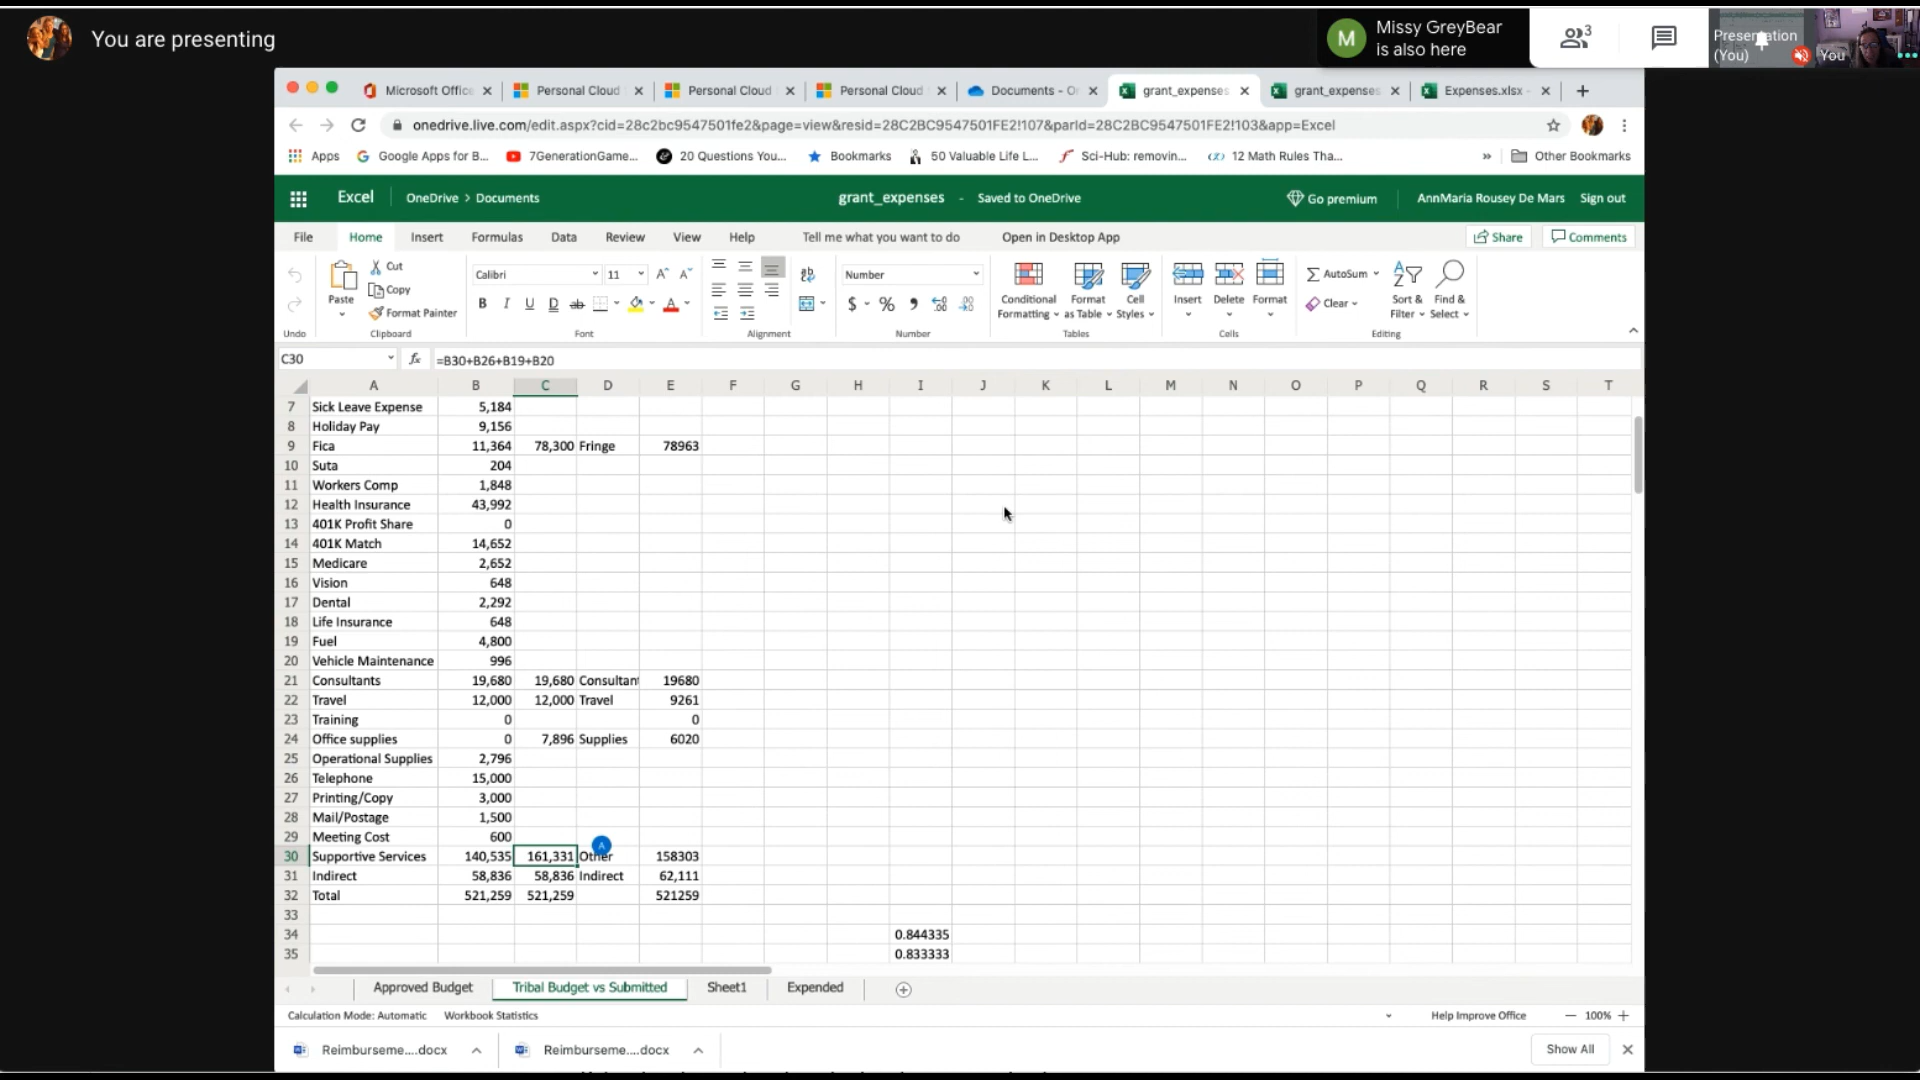 You are presenting
M
Missy GreyBear
is also here
3
Presentation
(You)
You
Microsoft Office
Personal Cloud
Personal Cloud
Personal Cloud
Documents - O
grant_expenses
grant_expenses
Expenses.xlsx -
onedrive.live.com/edit.aspx?cid=28c2bc9547501fe2&page=view&resid=28C2BC9547501FE2!107&parId=28C2BC9547501FE2!103&app=Excel
Apps
Google Apps for B...
7GenerationGame...
20 Questions You...
Bookmarks
50 Valuable Life L...
Sci-Hub: removin...
12 Math Rules Tha...
»
Other Bookmarks
Excel
OneDrive > Documents
grant_expenses - Saved to OneDrive
Go premium
AnnMaria Rousey De Mars
Sign out
File Home Insert Formulas Data Review View Help Tell me what you want to do Open in Desktop App Share Comments
Undo
Paste
Cut
Copy
Format Painter
Clipboard
Calibri 11
B I U D ab
Font
Alignment
Number
$ % 9
Number
Conditional
Formatting
Format
as Table
Cell
Styles
Tables
Insert
Delete
Format
Cells
AutoSum
Clear
Sort &
Filter
Find &
Select
Editing
C30 fx =B30+B26+B19+B20
A B C D E F G H I J K L M N O P Q R S T
7 Sick Leave Expense 5,184
8 Holiday Pay 9,156
9 Fica 11,364 78,300 Fringe 78963
10 Suta 204
11 Workers Comp 1,848
12 Health Insurance 43,992
13 401K Profit Share 0
14 401K Match 14,652
15 Medicare 2,652
16 Vision 648
17 Dental 2,292
18 Life Insurance 648
19 Fuel 4,800
20 Vehicle Maintenance 996
21 Consultants 19,680 19,680 Consultant 19680
22 Travel 12,000 12,000 Travel 9261
23 Training 0 0
24 Office supplies 0 7,896 Supplies 6020
25 Operational Supplies 2,796
26 Telephone 15,000
27 Printing/Copy 3,000
28 Mail/Postage 1,500
29 Meeting Cost 600
A
30 Supportive Services 140,535 161,331 Other 158303
31 Indirect 58,836 58,836 Indirect 62,111
32 Total 521,259 521,259 521259
33
34 0.844335
35 0.833333
Approved Budget Tribal Budget vs Submitted Sheet1 Expended
Calculation Mode: Automatic Workbook Statistics Help Improve Office 100%
Reimburseme....docx
Reimburseme....docx
Show All